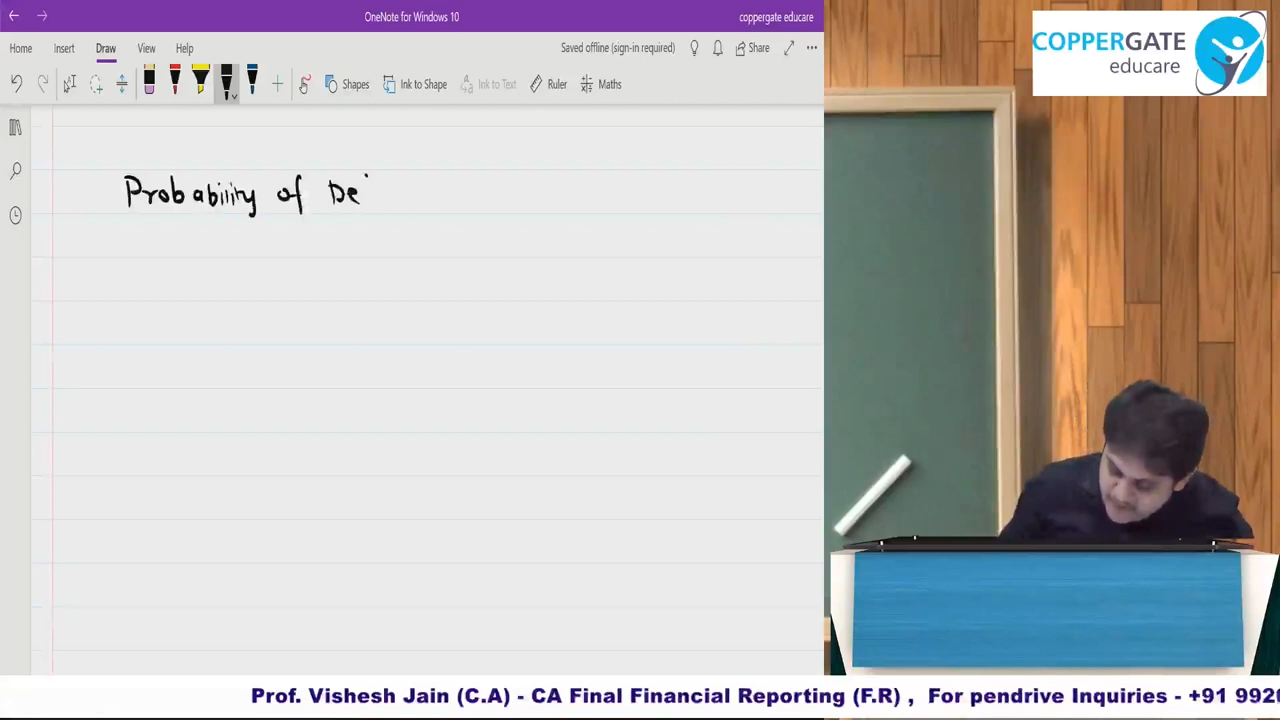 OneNote for Windows 10
coppergate educare
Home Insert Draw View Help
Saved offline (sign-in required)
Share
Shapes
Ink to Shape
Ink to Text
Ruler
Maths
COPPERGATE
educare
Probability of De
Prof. Vishesh Jain (C.A) - CA Final Financial Reporting (F.R) , For pendrive Inquiries - +91 992